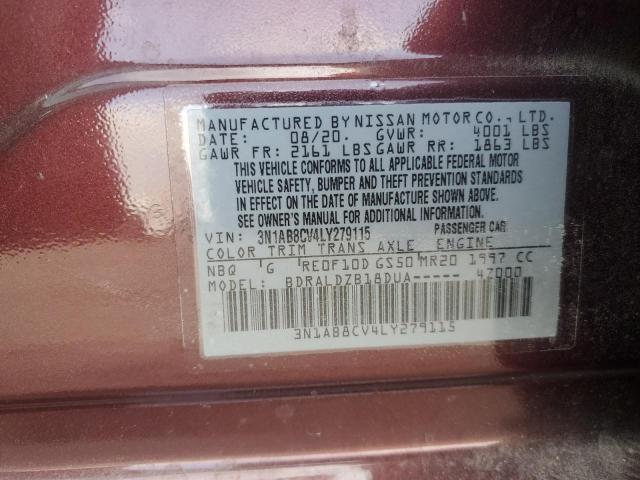 MANUFACTURED BY NISSAN MOTOR CO., LTD.
DATE: 08/20. GVWR: 4001 LBS
GAWR FR: 2161 LBS GAWR RR: 1863 LBS
THIS VEHICLE CONFORMS TO ALL APPLICABLE FEDERAL MOTOR
VEHICLE SAFETY, BUMPER AND THEFT PREVENTION STANDARDS
IN EFFECT ON THE DATE OF MANUFACTURE SHOWN ABOVE.
SEE OWNER'S MANUAL FOR ADDITIONAL INFORMATION.
VIN: 3N1AB8CV4LY279115 PASSENGER CAR
COLOR TRIM TRANS AXLE ENGINE
NBQ G RE0F10D GS50 MR20 1997 CC
MODEL: BDRALDZB18DUA----- 47000
3N1AB8CV4LY279115